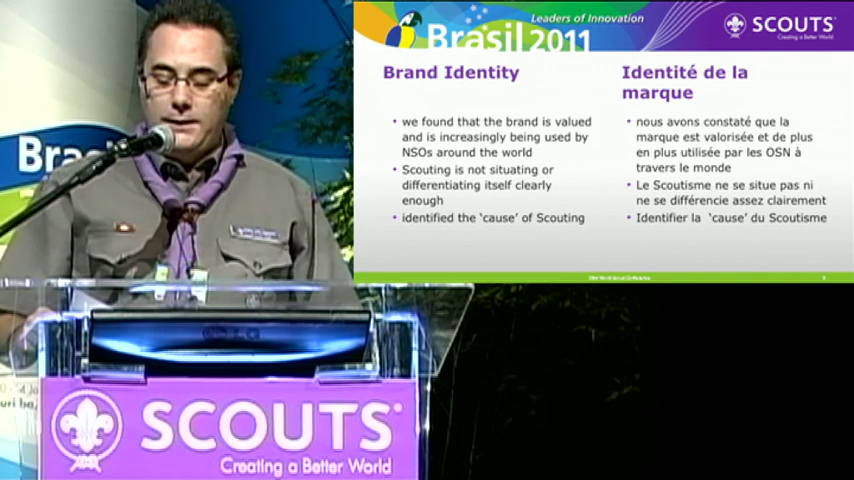 Leaders of Innovation
Brasil 2011
SCOUTS
Creating a Better World
Brand Identity
• we found that the brand is valued
and is increasingly being used by
NSOs around the world
• Scouting is not situating or
differentiating itself clearly
enough
• identified the ‘cause’ of Scouting
Identité de la
marque
• nous avons constaté que la
marque est valorisée et de plus
en plus utilisée par les OSN à
travers le monde
• Le Scoutisme ne se situe pas ni
ne se différencie assez clairement
• Identifier la ‘cause’ du Scoutisme
Bra
LG
SCOUTS
Creating a Better World